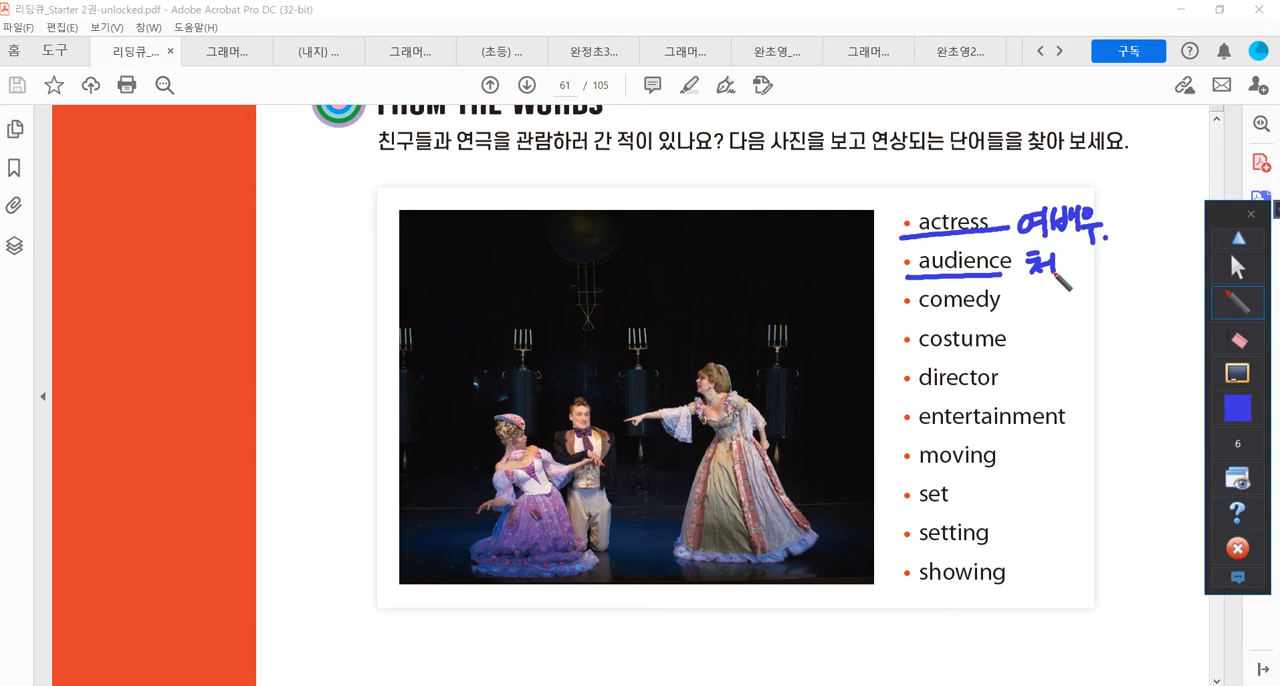 리딩큐_Starter 2권-unlocked.pdf - Adobe Acrobat Pro DC (32-bit)
파일(F) 편집(E) 보기(V) 창(W) 도움말(H)
홈 도구 리딩큐_... × 그래머... (내지) ... 그래머... (초등) ... 완정초3... 그래머... 완초영_... 그래머... 완초영2... 구독
61 / 105
FROM THE WORDS
친구들과 연극을 관람하러 간 적이 있나요? 다음 사진을 보고 연상되는 단어들을 찾아 보세요.
• actress 여배우.
• audience 처
• comedy
• costume
• director
• entertainment
• moving
• set
• setting
• showing
6